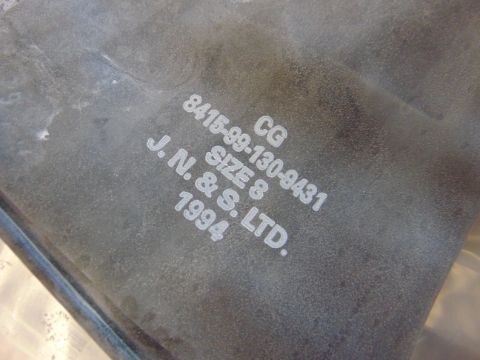 CG
8415-99-130-9431
SIZE 8
J. N. & S. LTD.
1994